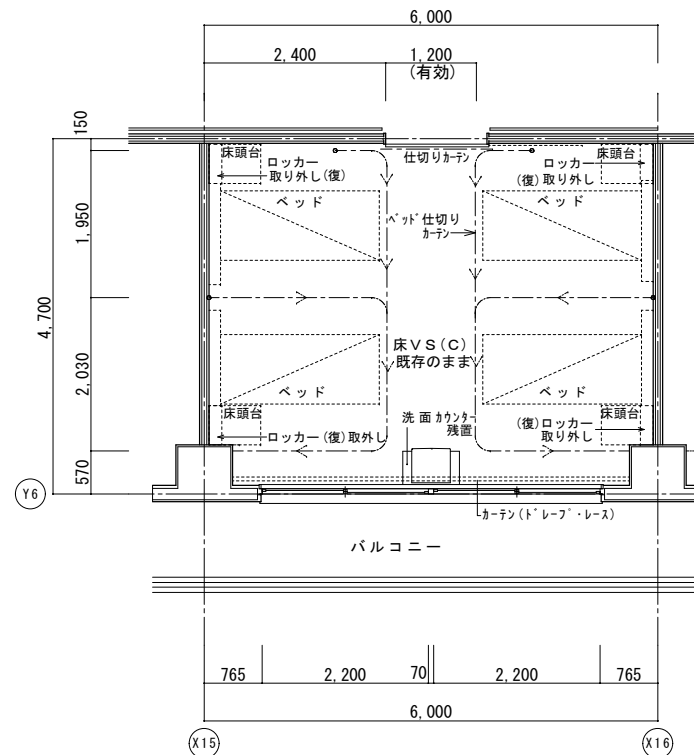 6,000
2,400
1,200
(有効)
150
1,950
4,700
2,030
570
仕切りカーテン
床頭台
ロッカー
取り外し(復)
ベッド
床頭台
ロッカー
(復)取り外し
ベッド
ベッド仕切り
カーテン
床VS(C)
既存のまま
ベッド
床頭台
ロッカー(復)取外し
洗面カウンター
残置
ベッド
床頭台
(復)ロッカー
取り外し
カーテン(ドレープ・レース)
Y6
バルコニー
765
2,200
70
2,200
765
6,000
X15
X16